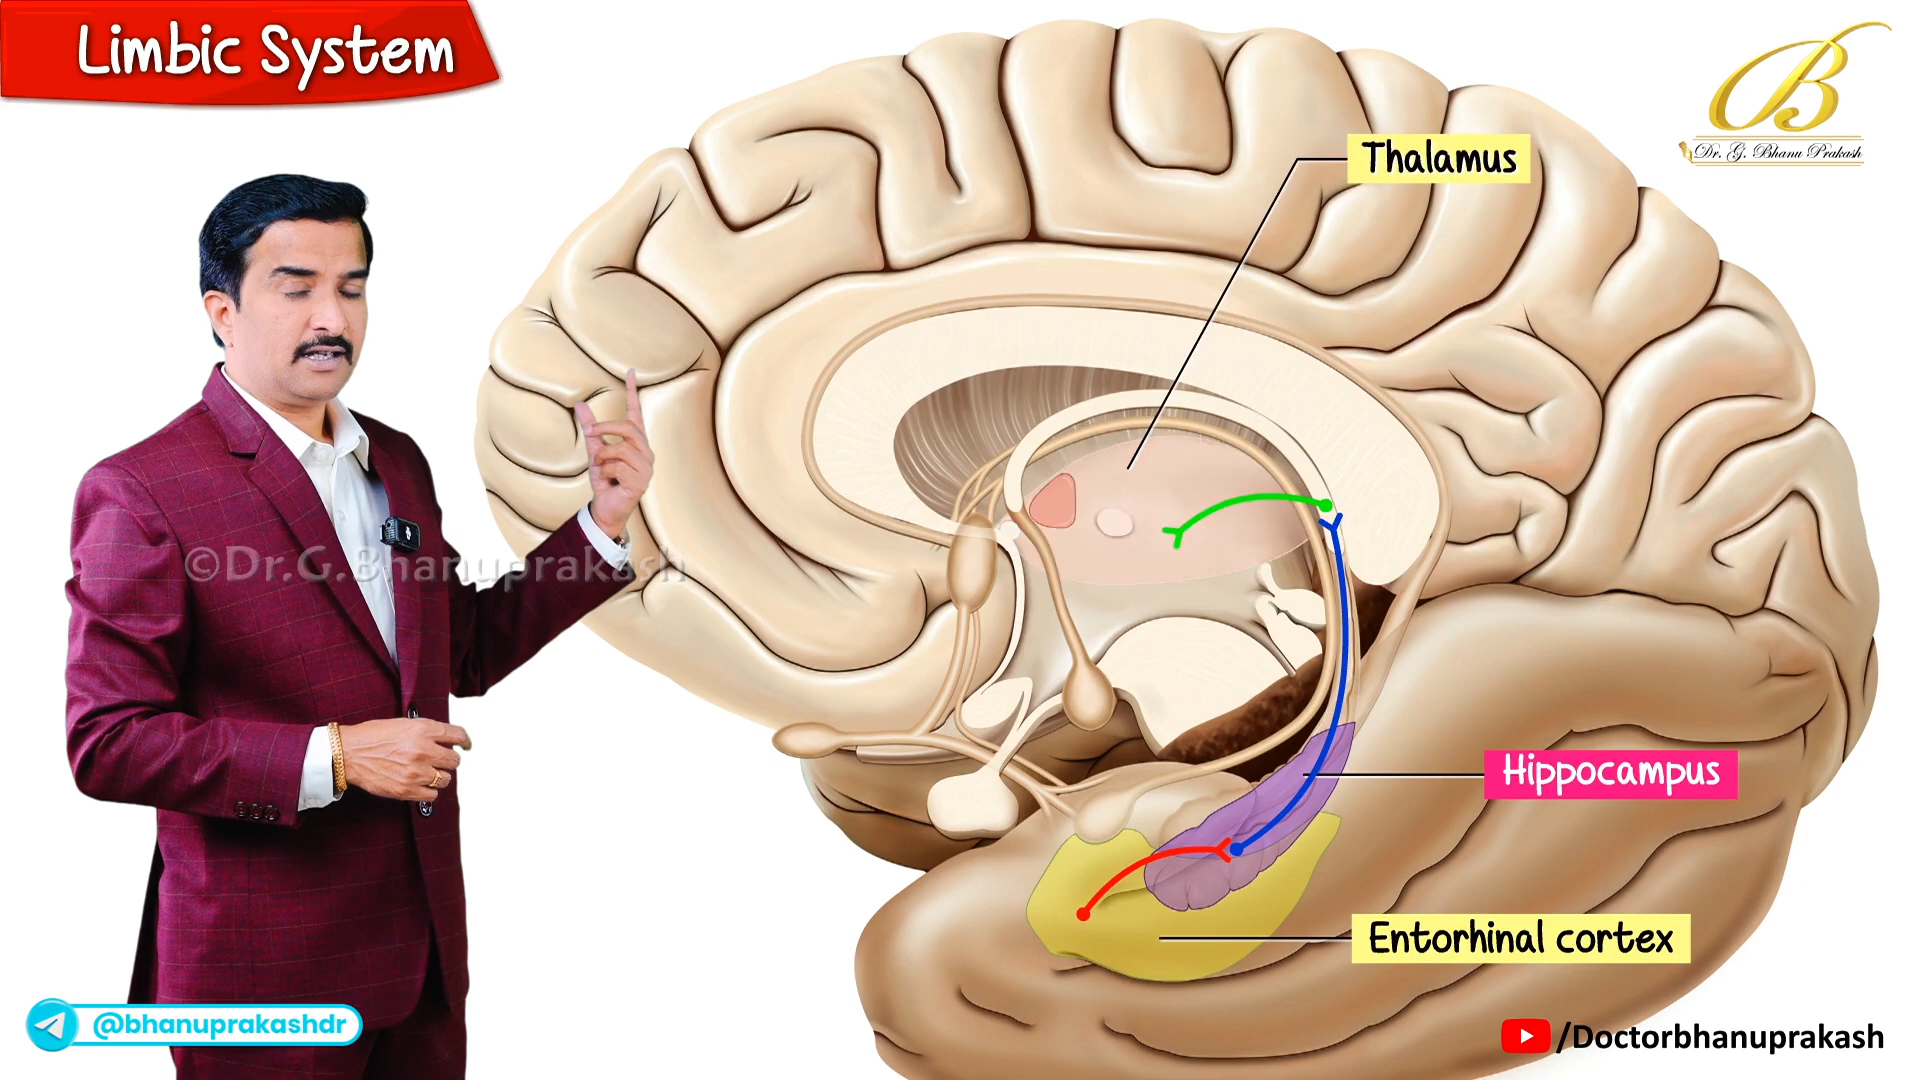 Limbic System
B
Dr. G. Bhanu Prakash
Thalamus
©Dr.G.Bhanuprakash
Hippocampus
Entorhinal cortex
@bhanuprakashdr
/Doctorbhanuprakash